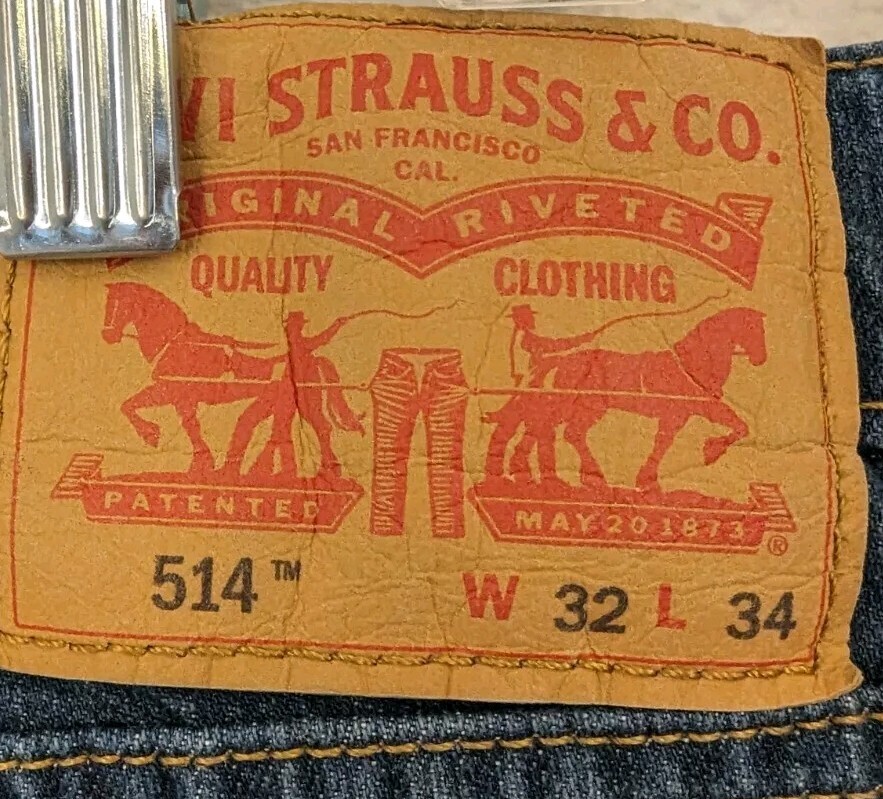 VI STRAUSS & CO.
SAN FRANCISCO
CAL.
RIGINAL RIVETED
QUALITY CLOTHING
PATENTED
MAY 20 1873
®
514™ W 32 L 34